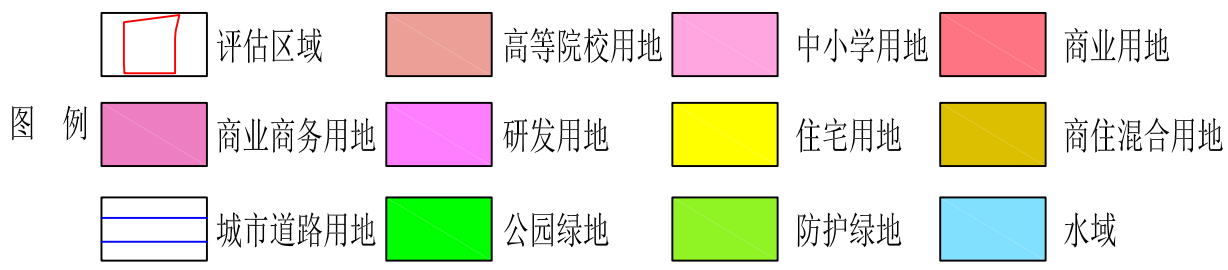 评估区域 高等院校用地 中小学用地 商业用地
图 例
商业商务用地 研发用地 住宅用地 商住混合用地
城市道路用地 公园绿地 防护绿地 水域